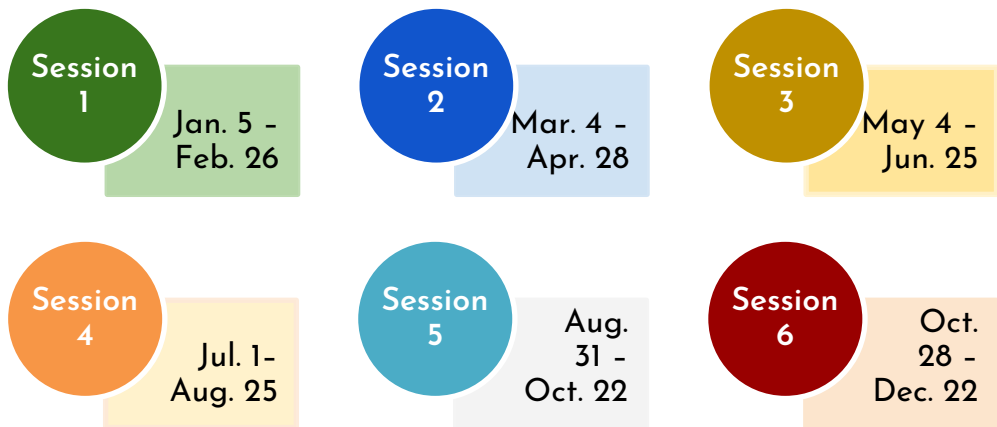 Session
1
Jan. 5 –
Feb. 26
Session
2
Mar. 4 –
Apr. 28
Session
3
May 4 –
Jun. 25
Session
4
Jul. 1–
Aug. 25
Session
5
Aug.
31 –
Oct. 22
Session
6
Oct.
28 –
Dec. 22